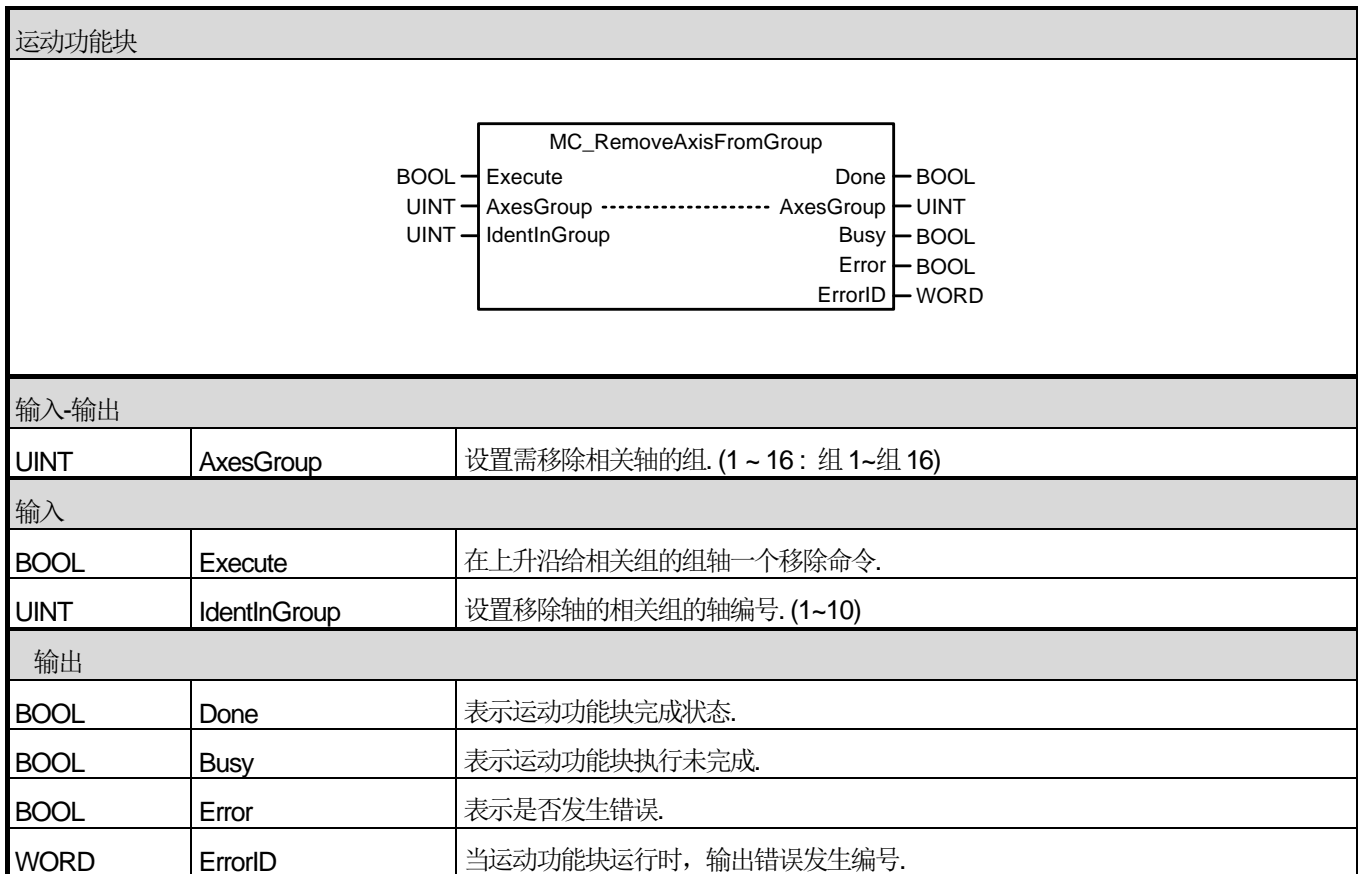 运动功能块
MC_RemoveAxisFromGroup
BOOL Execute Done BOOL
UINT AxesGroup AxesGroup UINT
UINT IdentInGroup Busy BOOL
Error BOOL
ErrorID WORD
输入-输出
UINT AxesGroup 设置需移除相关轴的组. (1 ~ 16 : 组 1~组 16)
输入
BOOL Execute 在上升沿给相关组的组轴一个移除命令.
UINT IdentInGroup 设置移除轴的相关组的轴编号. (1~10)
输出
BOOL Done 表示运动功能块完成状态.
BOOL Busy 表示运动功能块执行未完成.
BOOL Error 表示是否发生错误.
WORD ErrorID 当运动功能块运行时，输出错误发生编号.